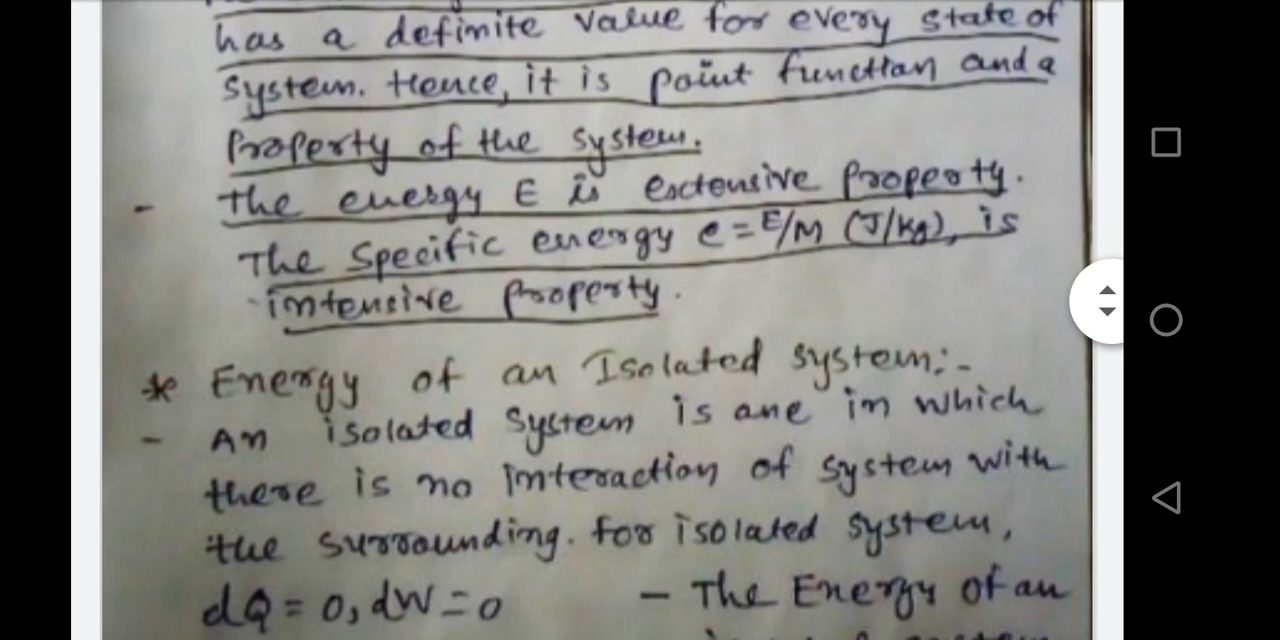 has a definite value for every state of
system. Hence, it is point function and a
Property of the system.
- The energy E is extensive Property.
The Specific energy e = E/M (J/kg), is
intensive Property.
* Energy of an Isolated system:-
- An isolated System is one in which
there is no interaction of system with
the surrounding. for isolated system,
dQ = 0, dW = 0 - The Energy of an